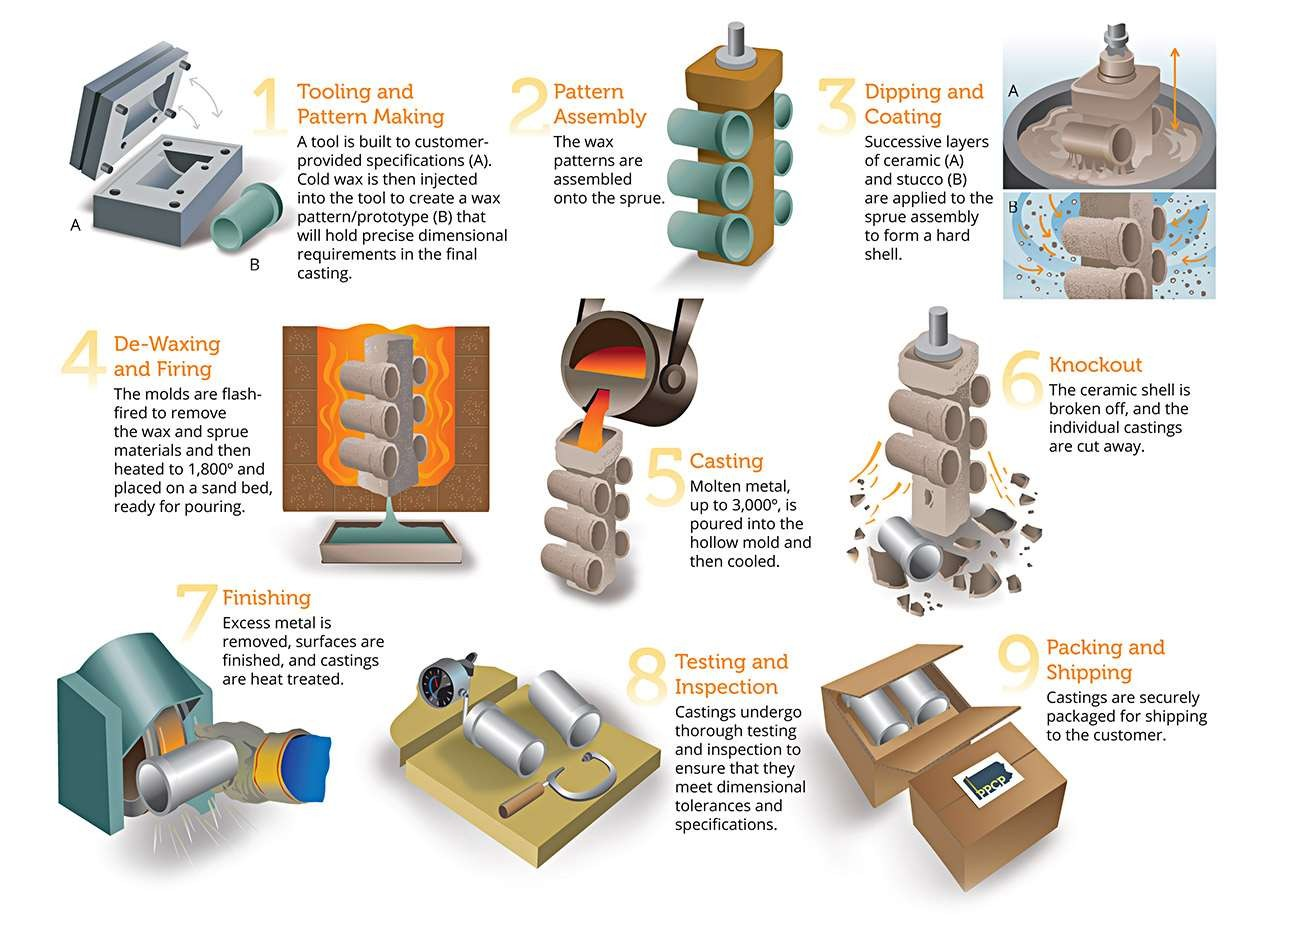 1
Tooling and
Pattern Making
A tool is built to customer-
provided specifications (A).
Cold wax is then injected
into the tool to create a wax
pattern/prototype (B) that
will hold precise dimensional
requirements in the final
casting.
A
B
2
Pattern
Assembly
The wax
patterns are
assembled
onto the sprue.
3
Dipping and
Coating
Successive layers
of ceramic (A)
and stucco (B)
are applied to the
sprue assembly
to form a hard
shell.
A
B
4
De-Waxing
and Firing
The molds are flash-
fired to remove
the wax and sprue
materials and then
heated to 1,800º and
placed on a sand bed,
ready for pouring.
5
Casting
Molten metal,
up to 3,000º, is
poured into the
hollow mold and
then cooled.
6
Knockout
The ceramic shell is
broken off, and the
individual castings
are cut away.
7
Finishing
Excess metal is
removed, surfaces are
finished, and castings
are heat treated.
8
Testing and
Inspection
Castings undergo
thorough testing
and inspection to
ensure that they
meet dimensional
tolerances and
specifications.
9
Packing and
Shipping
Castings are securely
packaged for shipping
to the customer.
PPCP